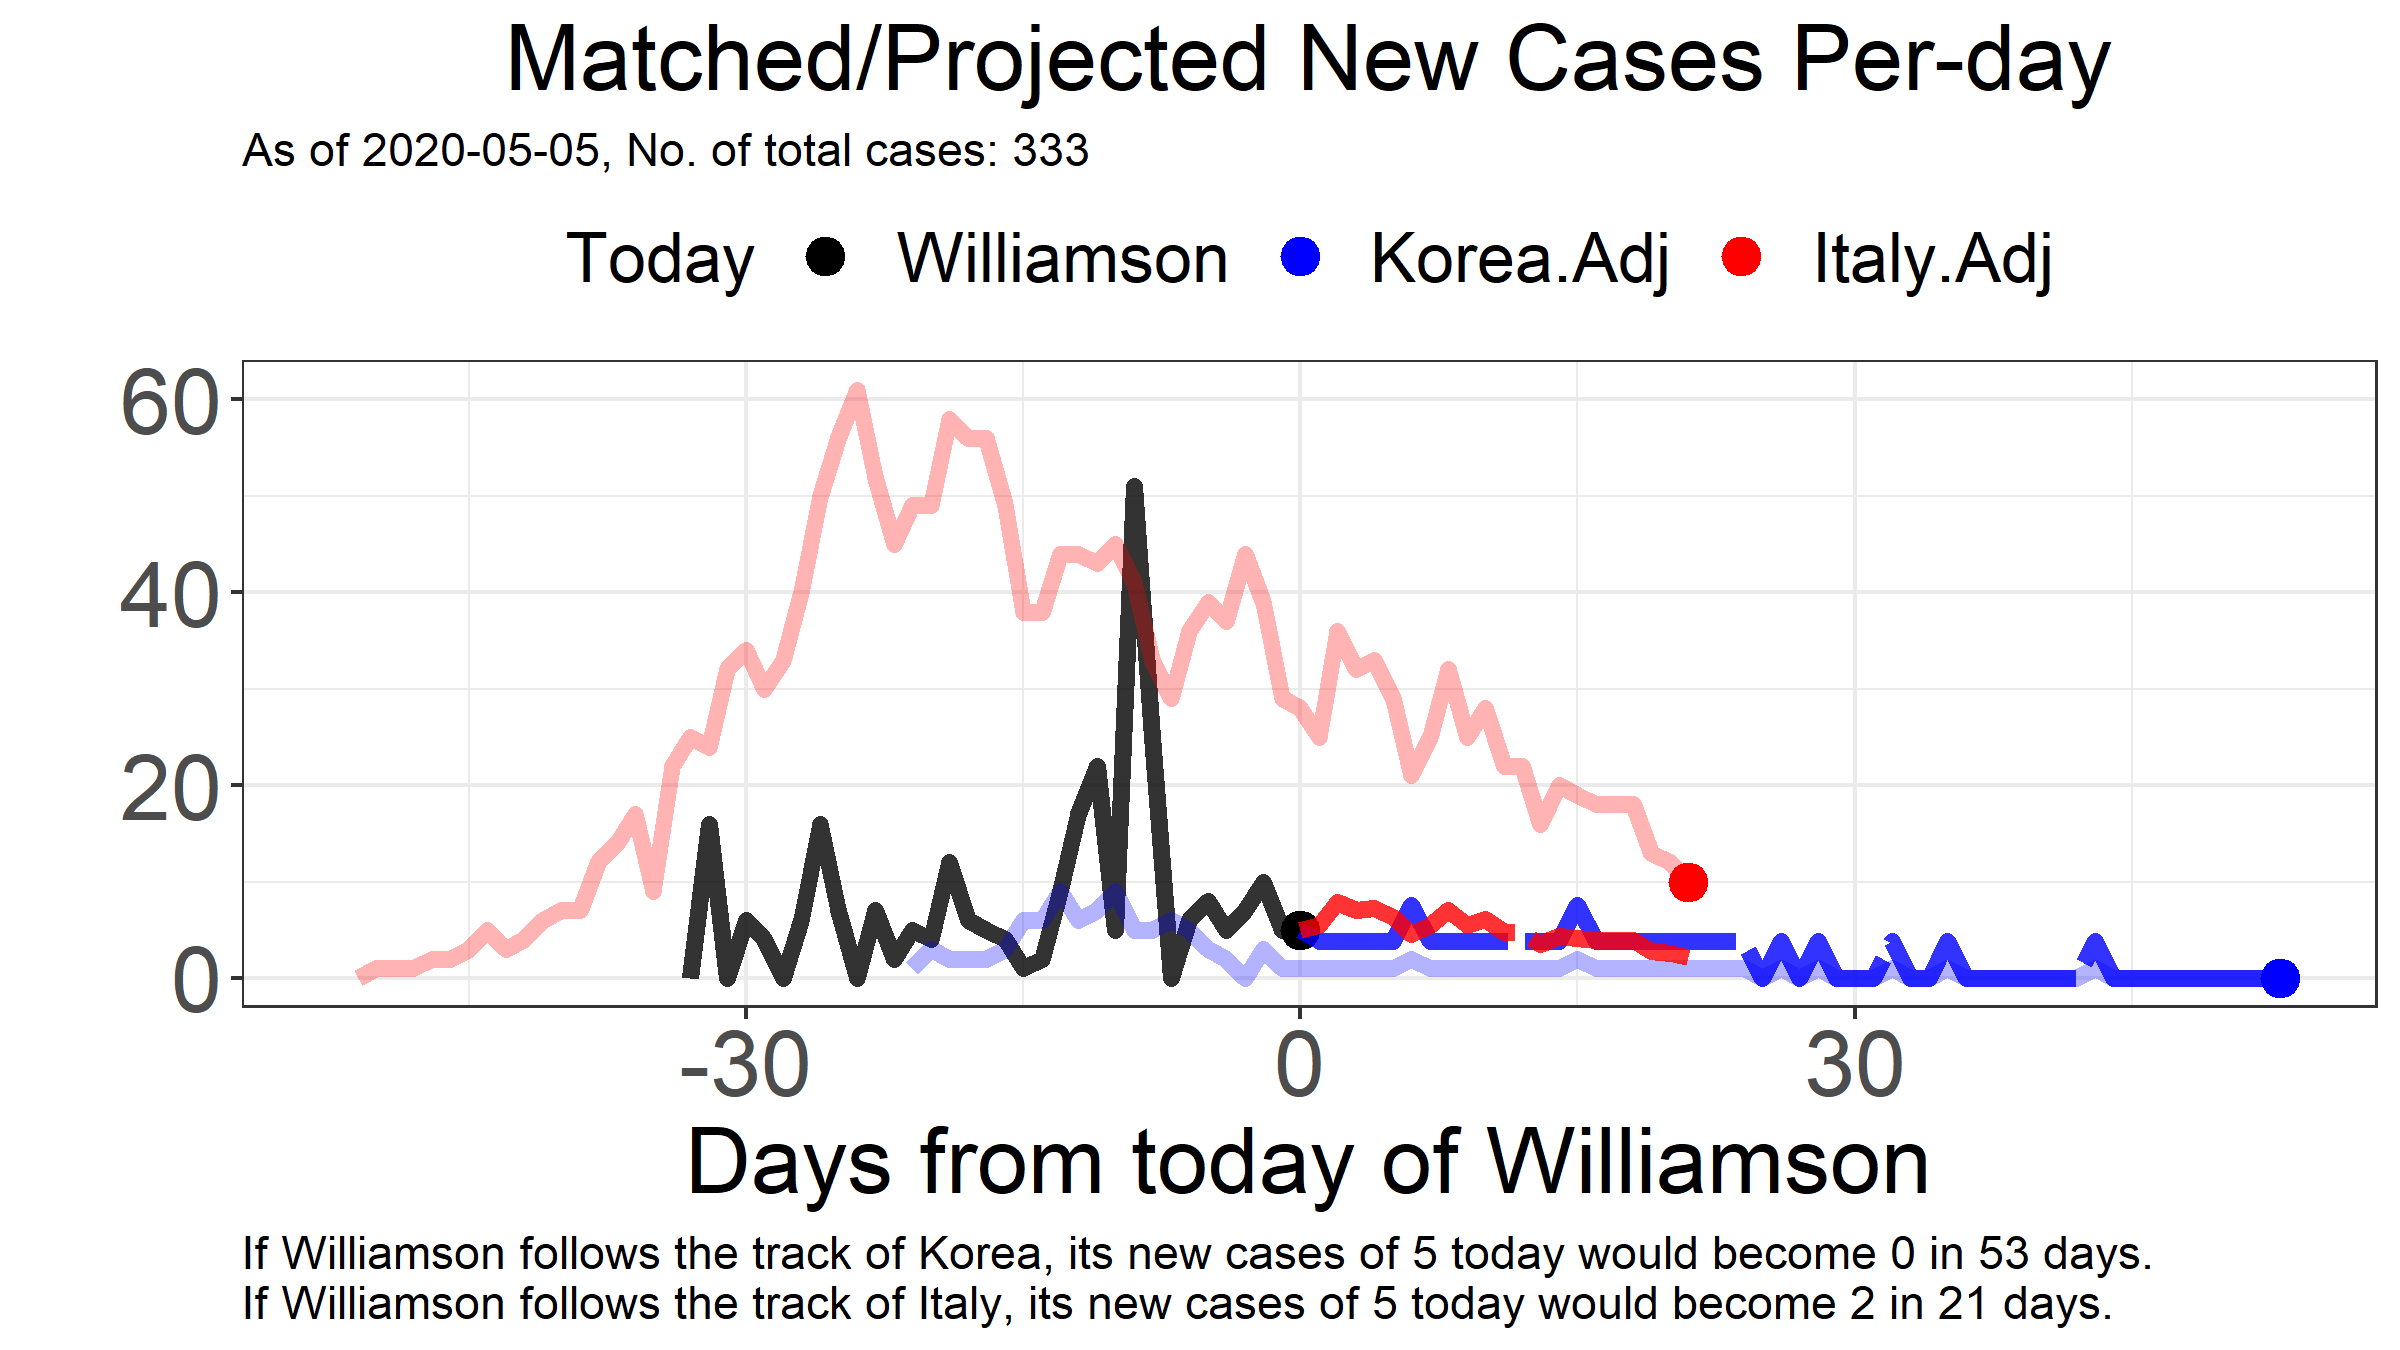 Matched/Projected New Cases Per-day
As of 2020-05-05, No. of total cases: 333
Today Williamson Korea.Adj Italy.Adj
60
40
20
0
-30 0 30
Days from today of Williamson
If Williamson follows the track of Korea, its new cases of 5 today would become 0 in 53 days.
If Williamson follows the track of Italy, its new cases of 5 today would become 2 in 21 days.